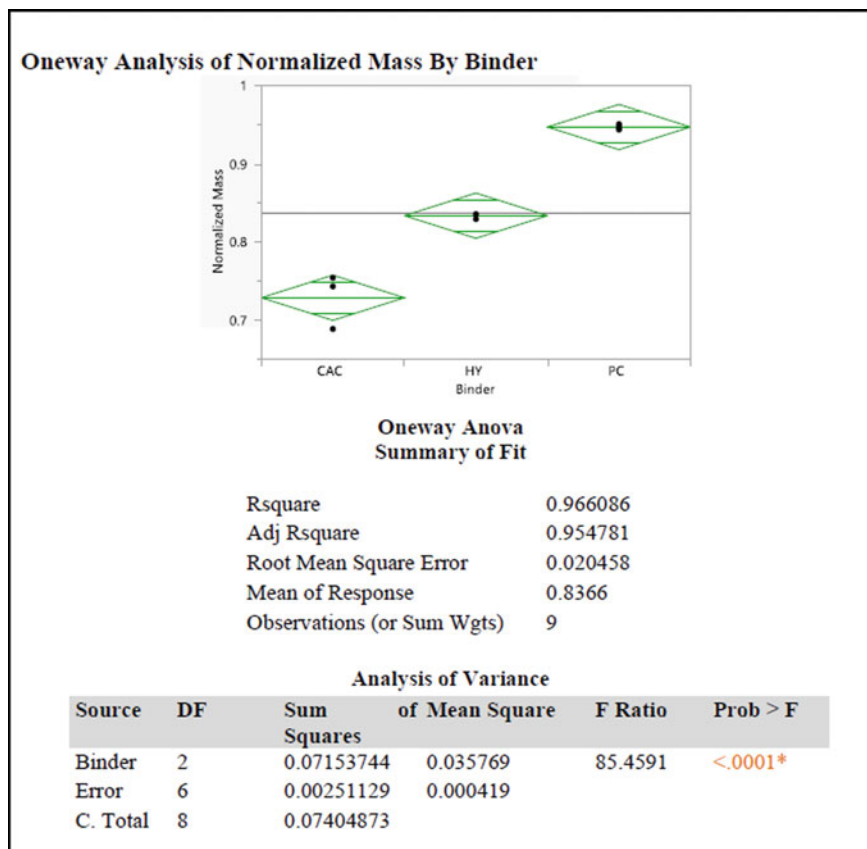 Oneway Analysis of Normalized Mass By Binder
1
0.9
0.8
0.7
Normalized Mass
CAC HY PC
Binder
Oneway Anova
Summary of Fit
Rsquare 0.966086
Adj Rsquare 0.954781
Root Mean Square Error 0.020458
Mean of Response 0.8366
Observations (or Sum Wgts) 9
Analysis of Variance
Source DF Sum of Mean Square F Ratio Prob > F
Squares
Binder 2 0.07153744 0.035769 85.4591 <.0001*
Error 6 0.00251129 0.000419
C. Total 8 0.07404873